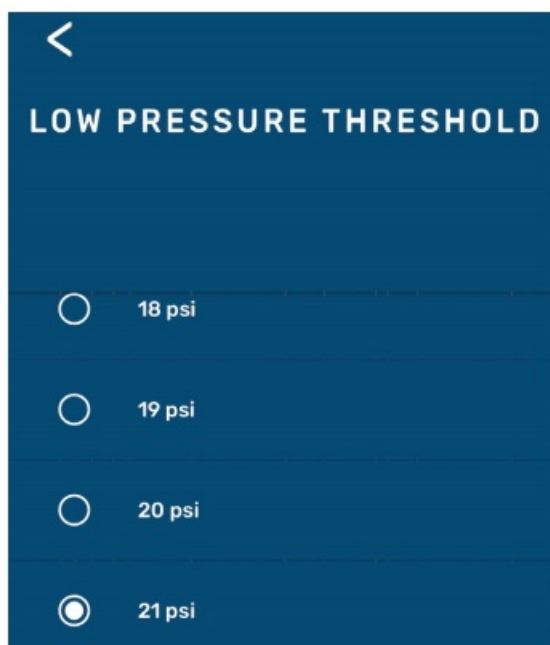 LOW PRESSURE THRESHOLD
18 psi
19 psi
20 psi
21 psi